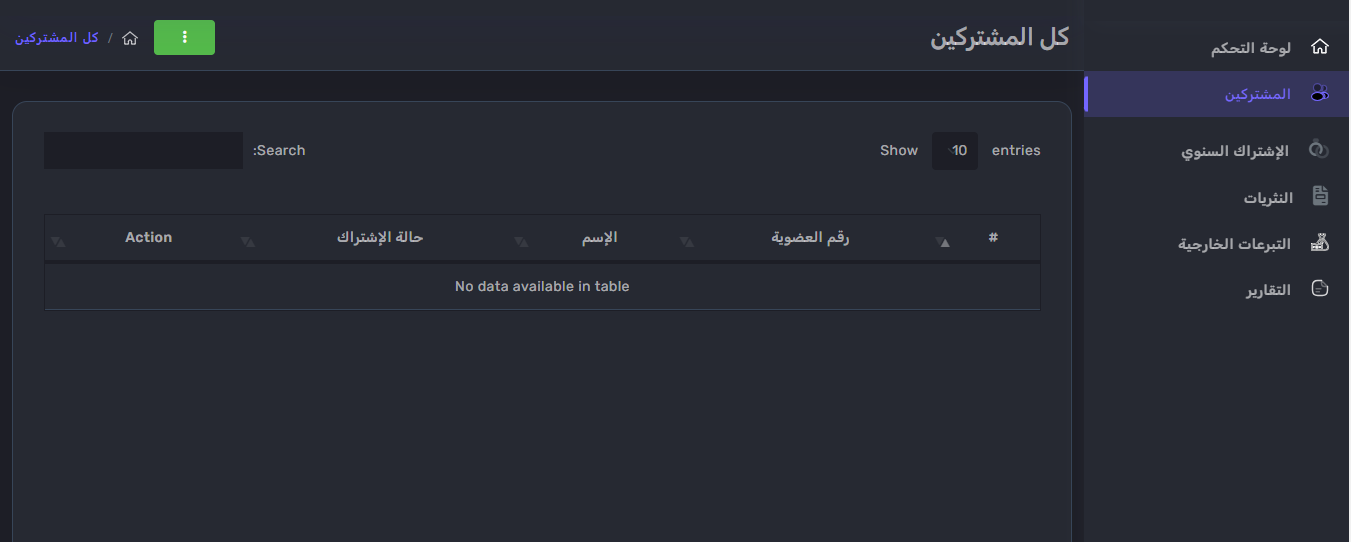 كل المشتركين
كل المشتركين /
لوحة التحكم
المشتركين
الإشتراك السنوي
النثريات
التبرعات الخارجية
التقارير
Show 10 entries
Search:
# رقم العضوية الإسم حالة الإشتراك Action
No data available in table